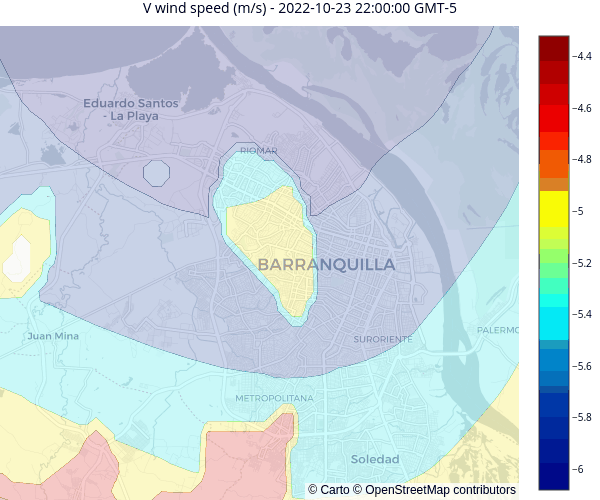 V wind speed (m/s) - 2022-10-23 22:00:00 GMT-5
Eduardo Santos
- La Playa
RIOMAR
BARRANQUILLA
Juan Mina
SURORIENTE
PALERMO
METROPOLITANA
Soledad
© Carto © OpenStreetMap contributors
−4.4
−4.6
−4.8
−5
−5.2
−5.4
−5.6
−5.8
−6